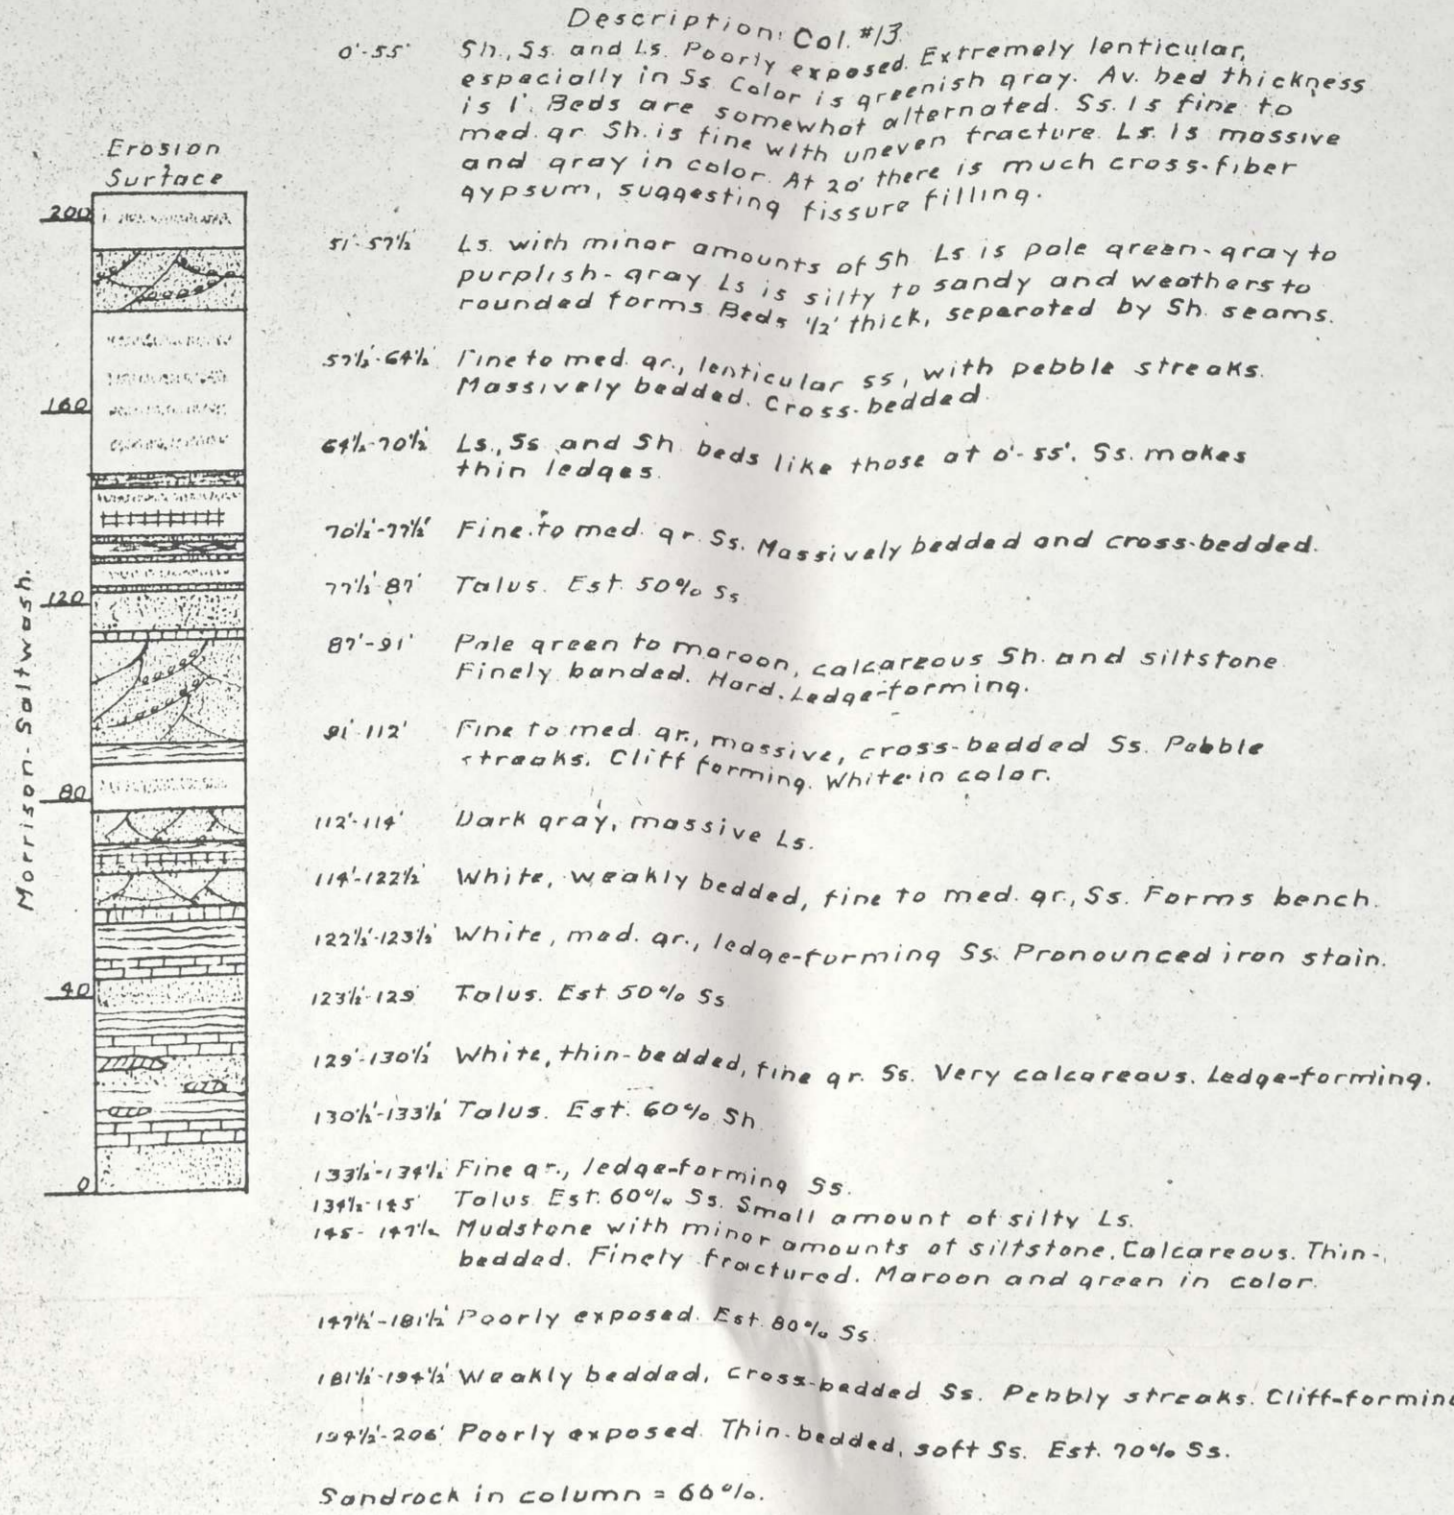 Description: Col. #13.
0'-55' Sh., Ss. and Ls. Poorly exposed. Extremely lenticular,
especially in Ss. Color is greenish gray. Av. bed thickness
is 1'. Beds are somewhat alternated. Ss. is fine to
med. gr. Sh. is fine with uneven fracture. Ls. is massive
and gray in color. At 20' there is much cross-fiber
gypsum, suggesting fissure filling.
51'-57½' Ls. with minor amounts of Sh. Ls is pale green-gray to
purplish-gray. Ls is silty to sandy and weathers to
rounded forms. Beds ½' thick, separated by Sh. seams.
57½'-64½' Fine to med. gr., lenticular ss, with pebble streaks.
Massively bedded. Cross-bedded.
64½'-70½' Ls., Ss. and Sh. beds like those at 0'-55'. Ss. makes
thin ledges.
70½'-77½' Fine to med. gr. Ss. Massively bedded and cross-bedded.
77½'-87' Talus. Est. 50% Ss.
87'-91' Pale green to maroon, calcareous Sh. and siltstone.
Finely banded. Hard. Ledge-forming.
91'-112' Fine to med. gr., massive, cross-bedded Ss. Pebble
streaks. Cliff forming. White in color.
112'-114' Dark gray, massive Ls.
114'-122½' White, weakly bedded, fine to med. gr., Ss. Forms bench.
122½'-123½' White, med. gr., ledge-forming Ss. Pronounced iron stain.
123½'-129' Talus. Est. 50% Ss.
129'-130½' White, thin-bedded, fine gr. Ss. Very calcareous. Ledge-forming.
130½'-133½' Talus. Est. 60% Sh.
133½'-134½' Fine gr., ledge-forming Ss.
134½'-145' Talus. Est. 60% Ss. Small amount of silty Ls.
145'-147½' Mudstone with minor amounts of siltstone. Calcareous. Thin-
bedded. Finely fractured. Maroon and green in color.
147½'-181½' Poorly exposed. Est. 80% Ss.
181½'-194½' Weakly bedded, cross-bedded Ss. Pebbly streaks. Cliff-forming
194½'-206' Poorly exposed. Thin-bedded, soft Ss. Est. 70% Ss.
Sandrock in column = 66%.
Erosion
Surface
200
160
120
80
40
0
Morrison-Saltwash.